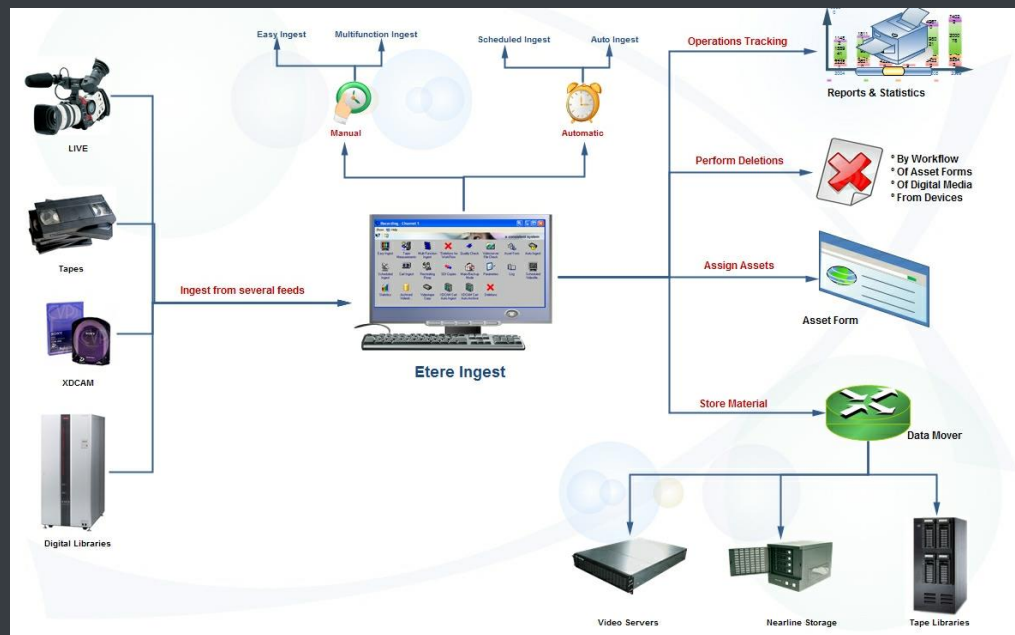 Easy Ingest
Multifunction Ingest
Scheduled Ingest
Auto Ingest
Operations Tracking
Reports & Statistics
LIVE
Manual
Automatic
Perform Deletions
* By Workflow
* Of Asset Forms
* Of Digital Media
* From Devices
Tapes
Ingest from several feeds
Assign Assets
Asset Form
XDCAM
Etere Ingest
Store Material
Data Mover
Digital Libraries
Video Servers
Nearline Storage
Tape Libraries